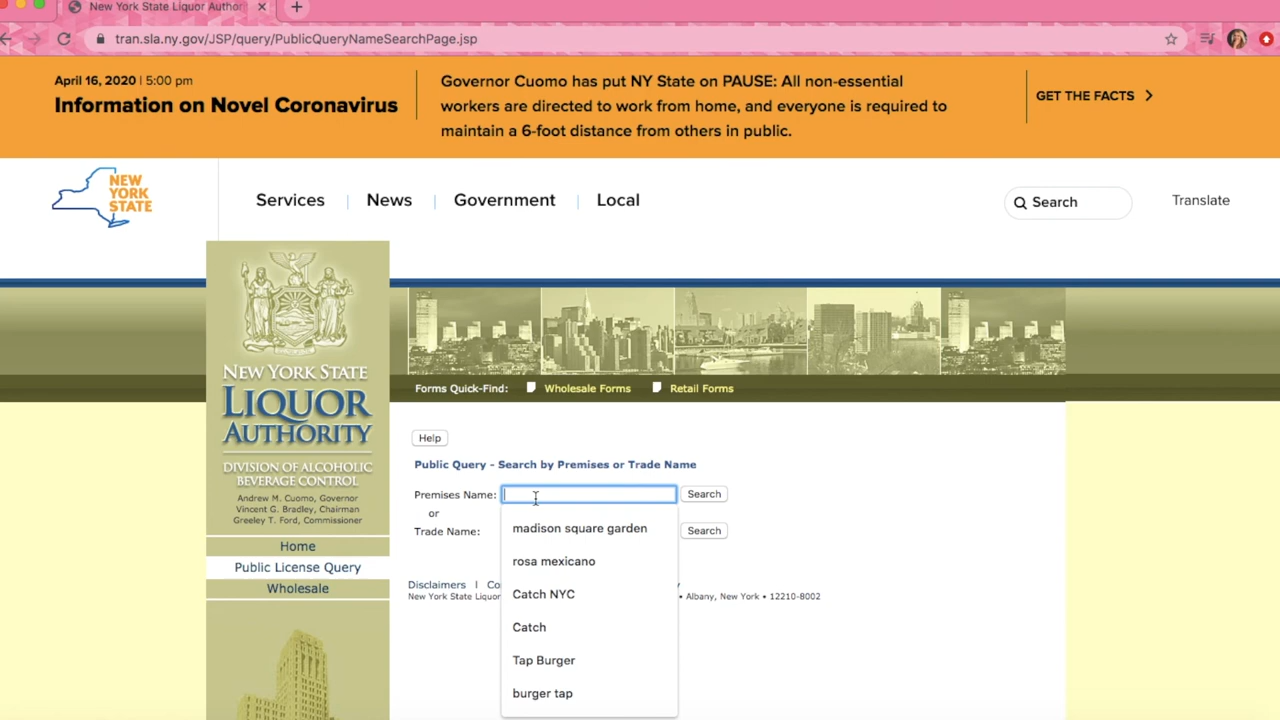 New York State Liquor Author
tran.sla.ny.gov/JSP/query/PublicQueryNameSearchPage.jsp
April 16, 2020 | 5:00 pm
Information on Novel Coronavirus
Governor Cuomo has put NY State on PAUSE: All non-essential
workers are directed to work from home, and everyone is required to
maintain a 6-foot distance from others in public.
GET THE FACTS
NEW
YORK
STATE
Services
News
Government
Local
Search
Translate
NEW YORK STATE
LIQUOR
AUTHORITY
DIVISION OF ALCOHOLIC
BEVERAGE CONTROL
Andrew M. Cuomo, Governor
Vincent G. Bradley, Chairman
Greeley T. Ford, Commissioner
Home
Public License Query
Wholesale
Forms Quick-Find:
Wholesale Forms
Retail Forms
Help
Public Query - Search by Premises or Trade Name
Premises Name:
Search
or
Trade Name:
Search
madison square garden
rosa mexicano
Catch NYC
Catch
Tap Burger
burger tap
Disclaimers | Co
New York State Liquor
• Albany, New York • 12210-8002